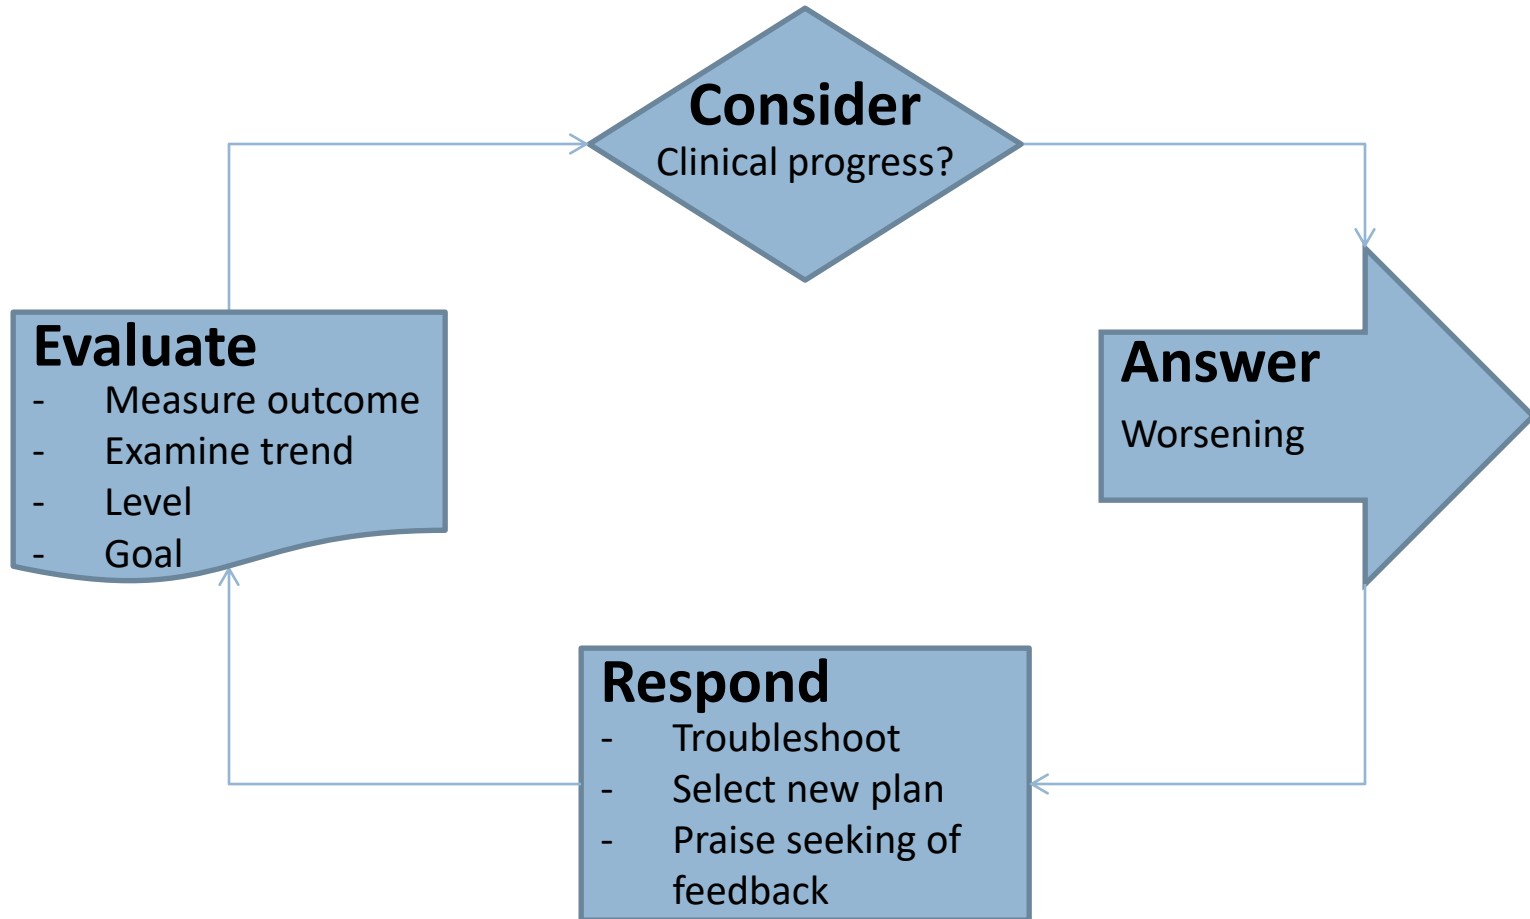 Consider
Clinical progress?
Evaluate
- Measure outcome
- Examine trend
- Level
- Goal
Answer
Worsening
Respond
- Troubleshoot
- Select new plan
- Praise seeking of
feedback